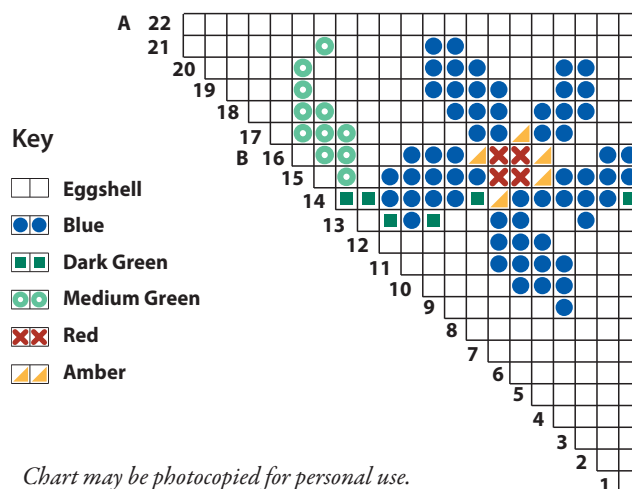 A 22
21
20
19
18
17
B 16
15
14
13
12
11
10
9
8
7
6
5
4
3
2
1
Key
Eggshell
Blue
Dark Green
Medium Green
Red
Amber
Chart may be photocopied for personal use.